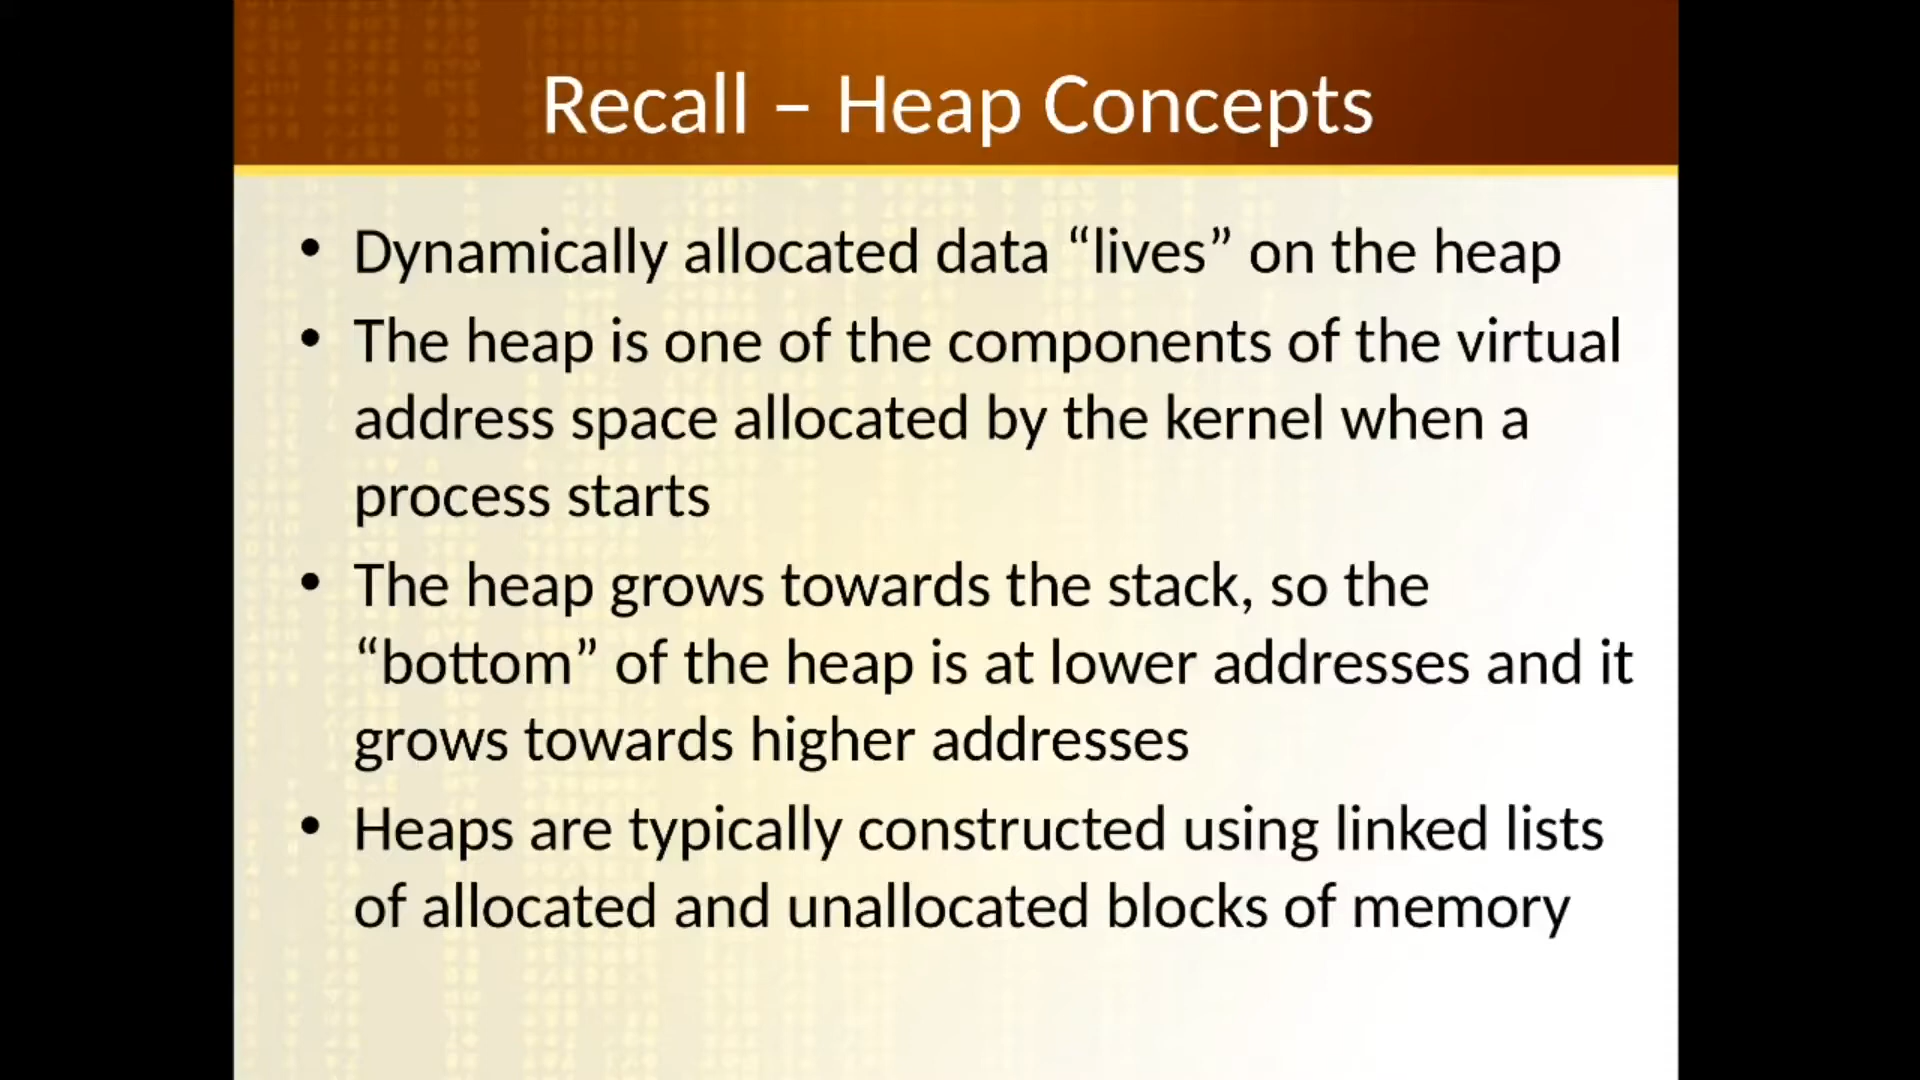 Recall – Heap Concepts
• Dynamically allocated data “lives” on the heap
• The heap is one of the components of the virtual
address space allocated by the kernel when a
process starts
• The heap grows towards the stack, so the
“bottom” of the heap is at lower addresses and it
grows towards higher addresses
• Heaps are typically constructed using linked lists
of allocated and unallocated blocks of memory